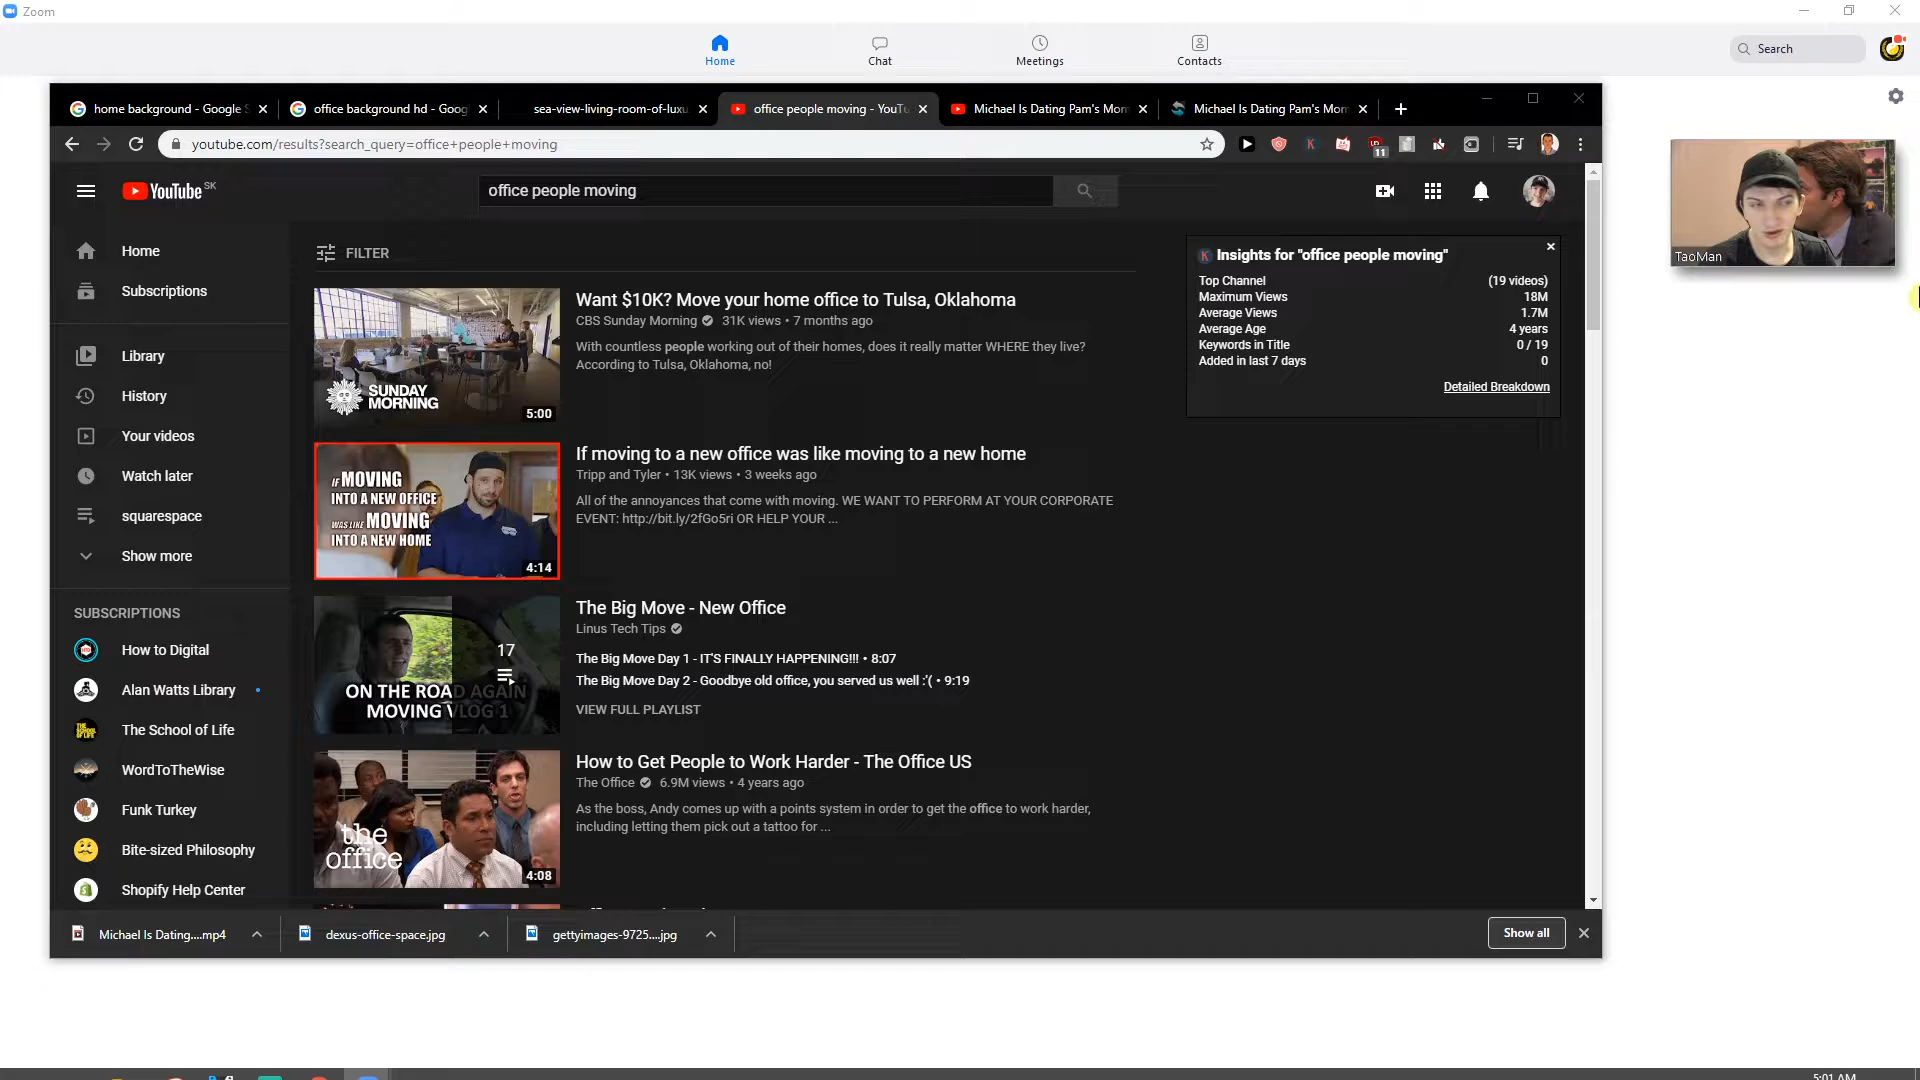 Zoom
Home
Chat
Meetings
Contacts
Search
home background - Google S
office background hd - Goog
sea-view-living-room-of-luxu
office people moving - YouTu
Michael Is Dating Pam's Mom
Michael Is Dating Pam's Mom
youtube.com/results?search_query=office+people+moving
11
YouTube SK
office people moving
TaoMan
Home
Subscriptions
Library
History
Your videos
Watch later
squarespace
Show more
SUBSCRIPTIONS
How to Digital
Alan Watts Library
The School of Life
WordToTheWise
Funk Turkey
Bite-sized Philosophy
Shopify Help Center
FILTER
SUNDAY
MORNING
5:00
Want $10K? Move your home office to Tulsa, Oklahoma
CBS Sunday Morning 31K views • 7 months ago
With countless people working out of their homes, does it really matter WHERE they live?
According to Tulsa, Oklahoma, no!
IF MOVING
INTO A NEW OFFICE
WAS LIKE MOVING
INTO A NEW HOME
4:14
If moving to a new office was like moving to a new home
Tripp and Tyler • 13K views • 3 weeks ago
All of the annoyances that come with moving. WE WANT TO PERFORM AT YOUR CORPORATE
EVENT: http://bit.ly/2fGo5ri OR HELP YOUR ...
17
ON THE ROAD AGAIN
MOVING VLOG 1
The Big Move - New Office
Linus Tech Tips
The Big Move Day 1 - IT'S FINALLY HAPPENING!!! • 8:07
The Big Move Day 2 - Goodbye old office, you served us well :'( • 9:19
VIEW FULL PLAYLIST
the
office
4:08
How to Get People to Work Harder - The Office US
The Office 6.9M views • 4 years ago
As the boss, Andy comes up with a points system in order to get the office to work harder,
including letting them pick out a tattoo for ...
K Insights for "office people moving"
Top Channel (19 videos)
Maximum Views 18M
Average Views 1.7M
Average Age 4 years
Keywords in Title 0 / 19
Added in last 7 days 0
Detailed Breakdown
Michael Is Dating....mp4
dexus-office-space.jpg
gettyimages-9725....jpg
Show all
5:01 AM